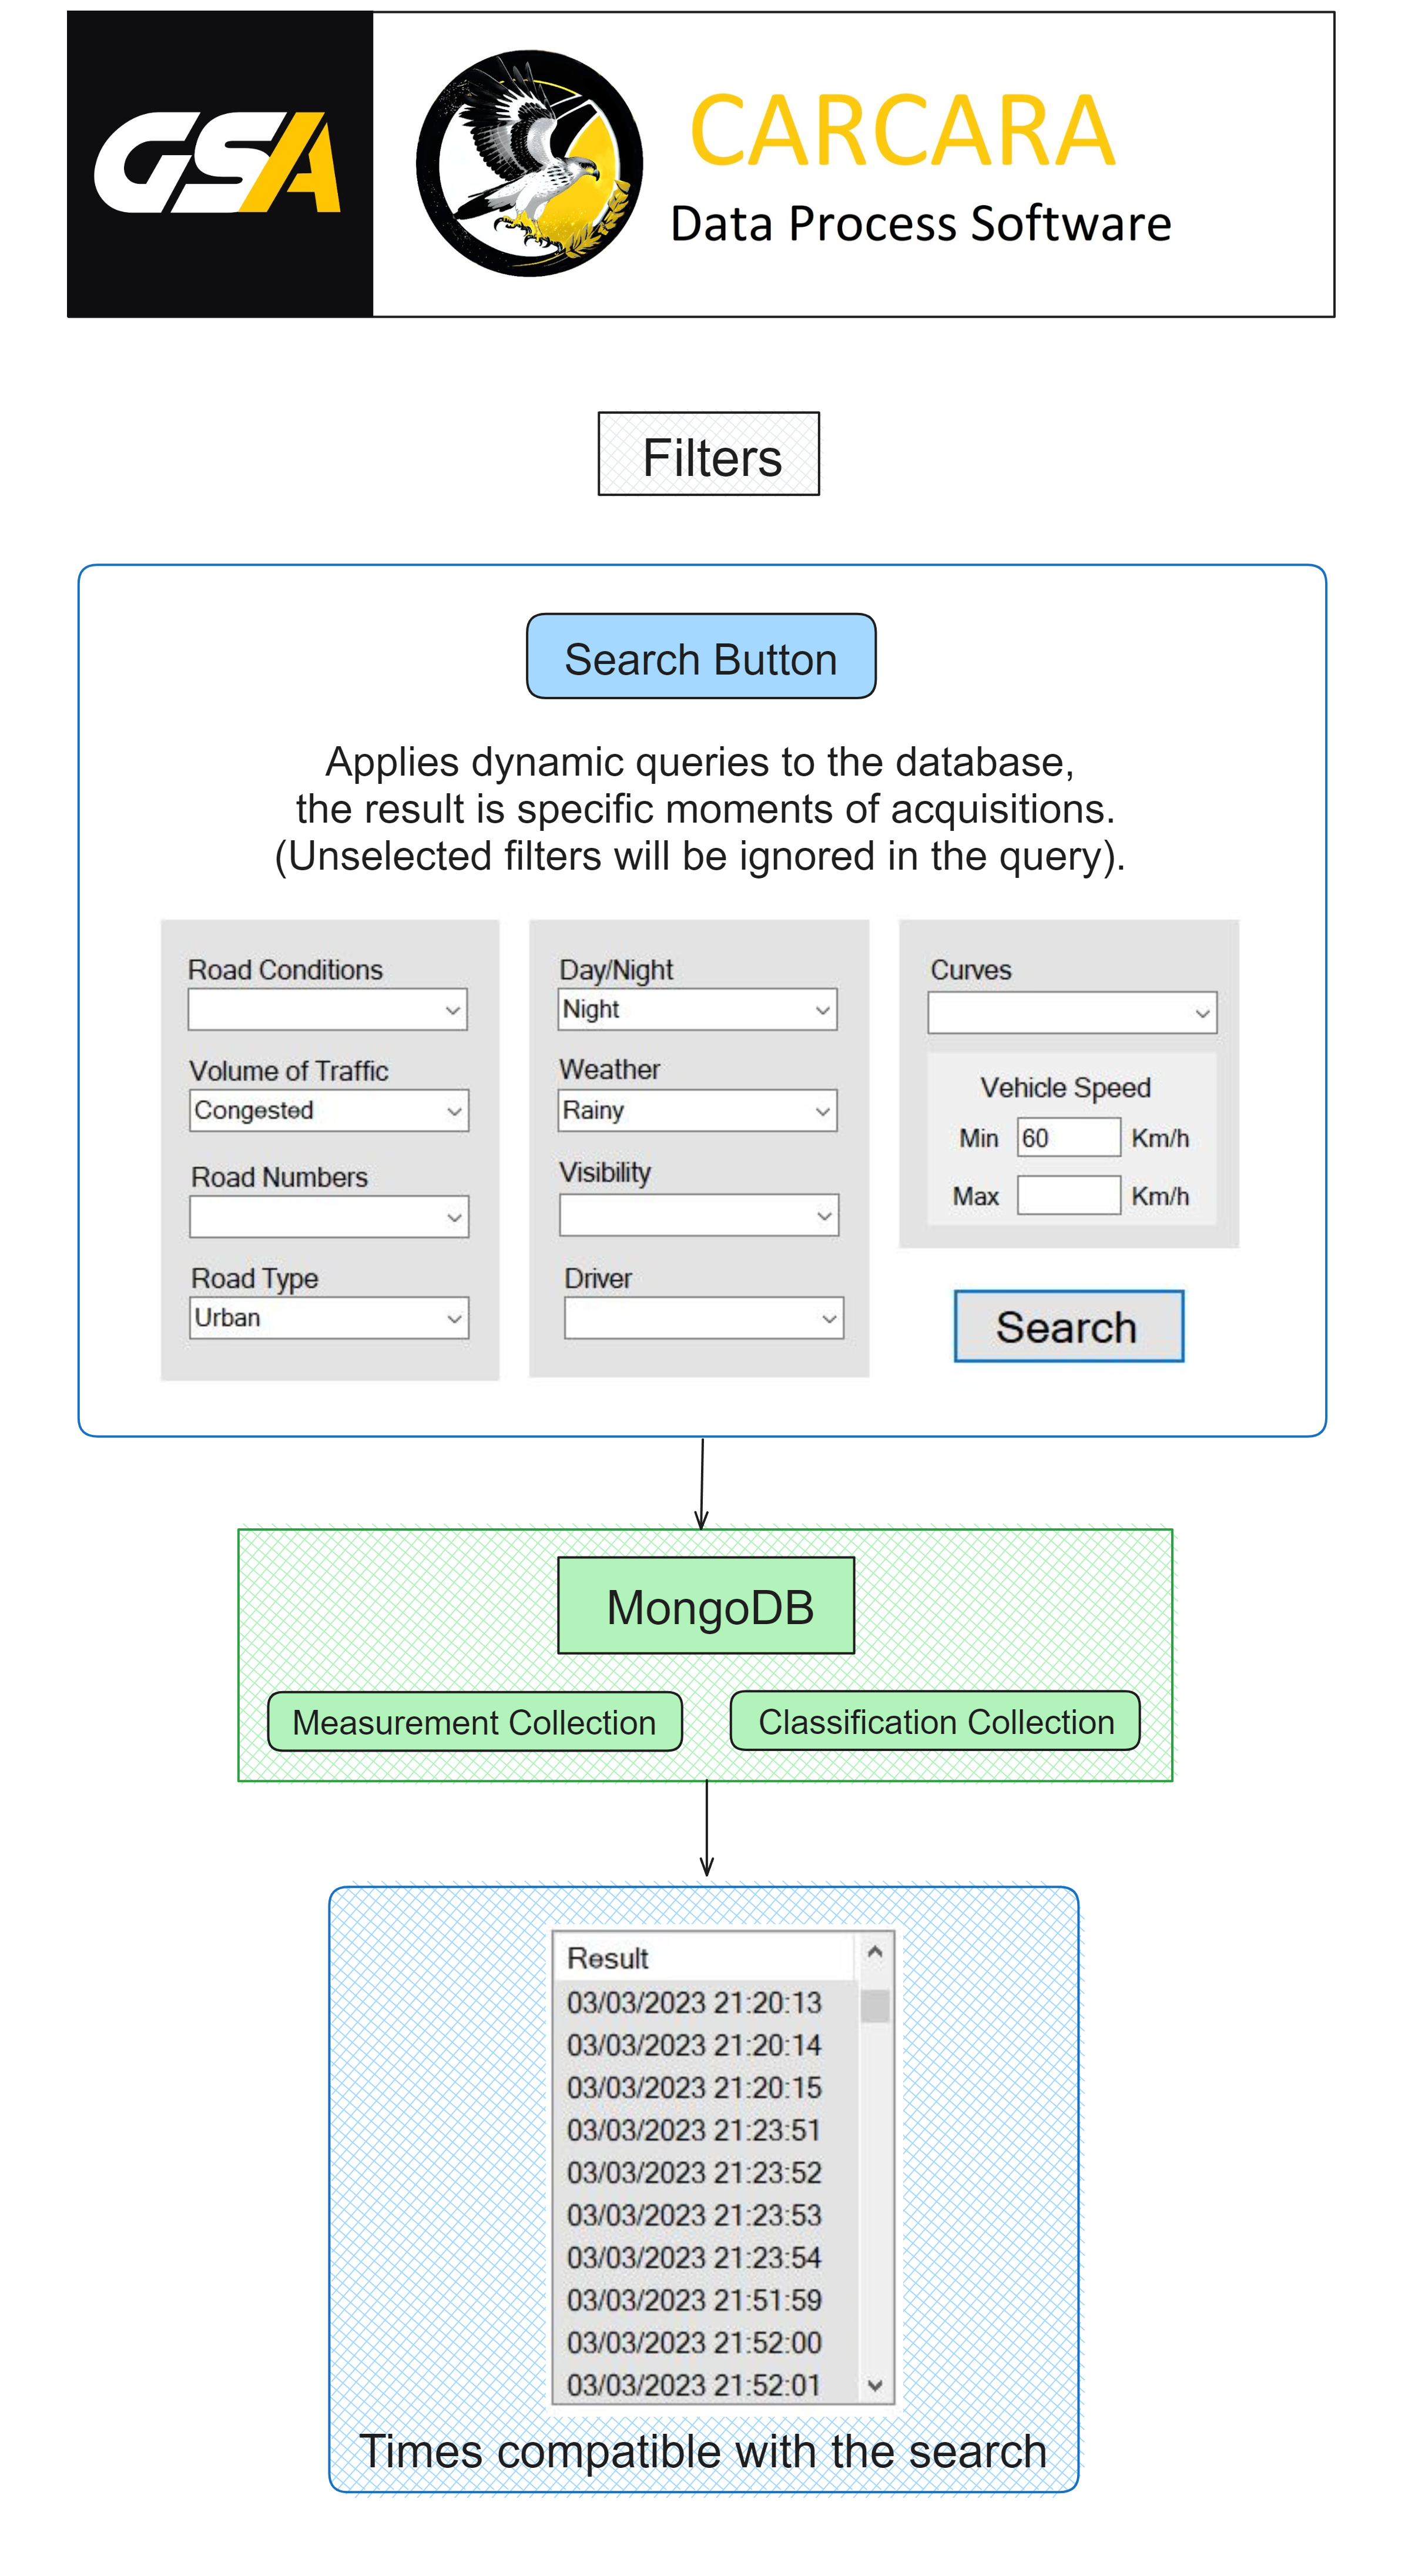 GSA
CARCARA
Data Process Software
Filters
Search Button
Applies dynamic queries to the database,
the result is specific moments of acquisitions.
(Unselected filters will be ignored in the query).
Road Conditions
Volume of Traffic
Congested
Road Numbers
Road Type
Urban
Day/Night
Night
Weather
Rainy
Visibility
Driver
Curves
Vehicle Speed
Min 60 Km/h
Max Km/h
Search
MongoDB
Measurement Collection
Classification Collection
Result
03/03/2023 21:20:13
03/03/2023 21:20:14
03/03/2023 21:20:15
03/03/2023 21:23:51
03/03/2023 21:23:52
03/03/2023 21:23:53
03/03/2023 21:23:54
03/03/2023 21:51:59
03/03/2023 21:52:00
03/03/2023 21:52:01
Times compatible with the search